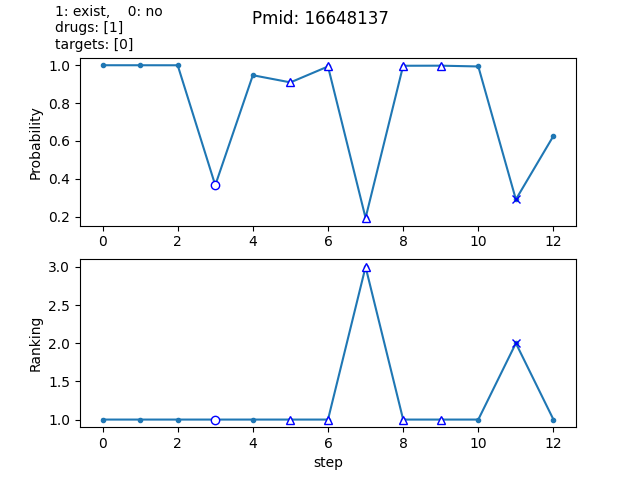 1: exist,    0: no
drugs: [1]
targets: [0]
Pmid: 16648137
Probability
1.0
0.8
0.6
0.4
0.2
0 2 4 6 8 10 12
Ranking
3.0
2.5
2.0
1.5
1.0
0 2 4 6 8 10 12
step